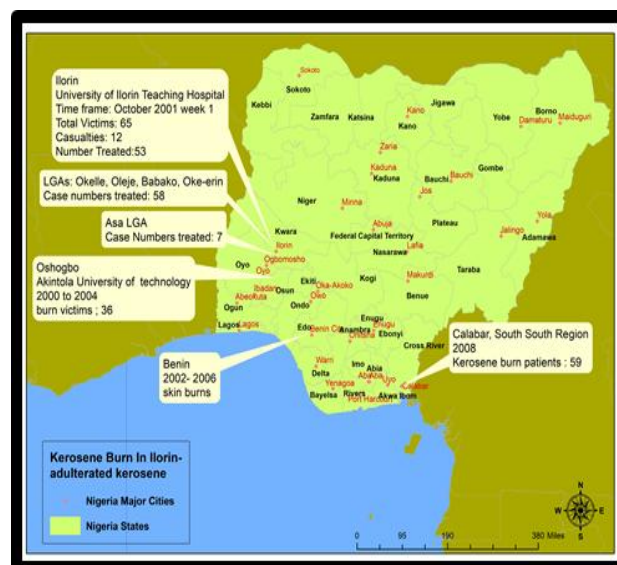 Ilorin
University of Ilorin Teaching Hospital
Time frame: October 2001 week 1
Total Victims: 65
Casualties: 12
Number Treated:53
LGAs: Okelle, Oleje, Babako, Oke-erin
Case numbers treated: 58
Asa LGA
Case Numbers treated: 7
Oshogbo
Akintola University of technology
2000 to 2004
burn victims ; 36
Benin
2002- 2006
skin burns
Calabar, South South Region
2008
Kerosene burn patients : 59
Sokoto
Sokoto
Kebbi
Zamfara
Katsina
Kano
Kano
Jigawa
Yobe
Borno
Damaturu
Maiduguri
Zaria
Kaduna
Kaduna
Bauchi
Bauchi
Gombe
Jos
Niger
Minna
Plateau
Abuja
Federal Capital Territory
Yola
Jalingo
Adamawa
Kwara
Ilorin
Nasarawa
Lafia
Oyo
Ogbomosho
Oyo
Ekiti
Oka-Akoko
Kogi
Makurdi
Taraba
Benue
Ibadan
Osun
Owo
Ondo
Abeokuta
Ogun
Lagos
Lagos
Edo
Benin
Enugu
Enugu
Anambra
Ebonyi
Cross River
Warri
Delta
Imo
Abia
Aba
Uyo
Calabar
Yenagoa
Bayelsa
Rivers
Port Harcourt
Akwa Ibom
Kerosene Burn In Ilorin-
adulterated kerosene
Nigeria Major Cities
Nigeria States
N
W
E
S
0 95 190 380 Miles